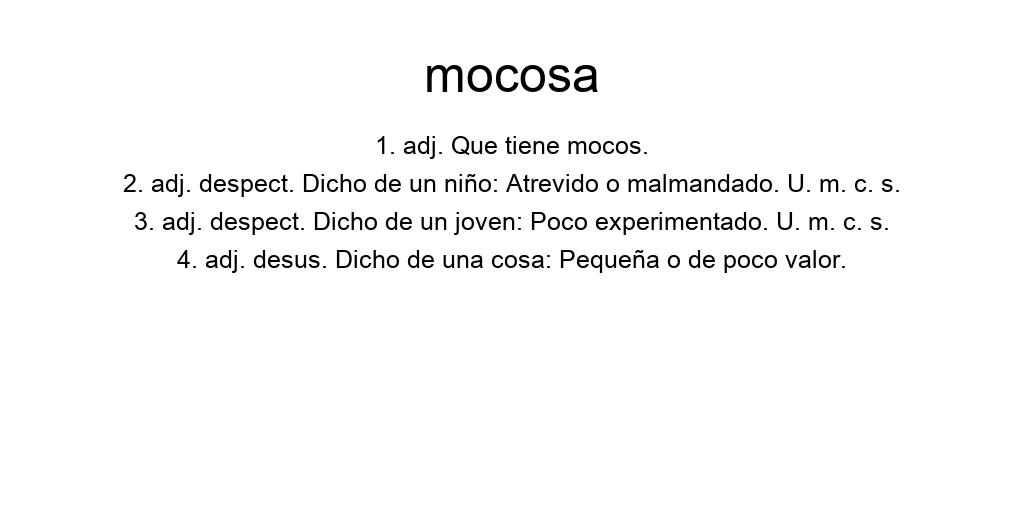 mocosa
1. adj. Que tiene mocos.
2. adj. despect. Dicho de un niño: Atrevido o malmandado. U. m. c. s.
3. adj. despect. Dicho de un joven: Poco experimentado. U. m. c. s.
4. adj. desus. Dicho de una cosa: Pequeña o de poco valor.